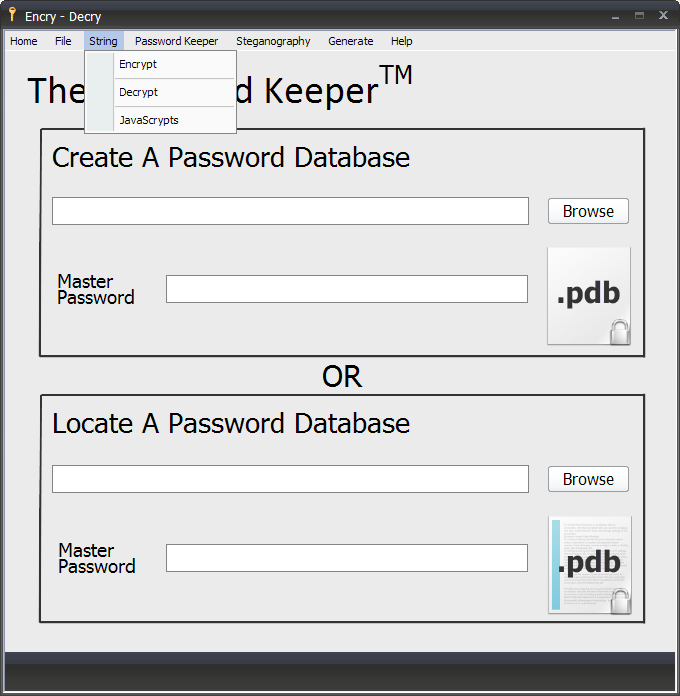 Encry - Decry
Home File String Password Keeper Steganography Generate Help
Encrypt
Decrypt
JavaScrypts
The d Keeper TM
Create A Password Database
Browse
Master
Password
.pdb
OR
Locate A Password Database
Browse
Master
Password
.pdb